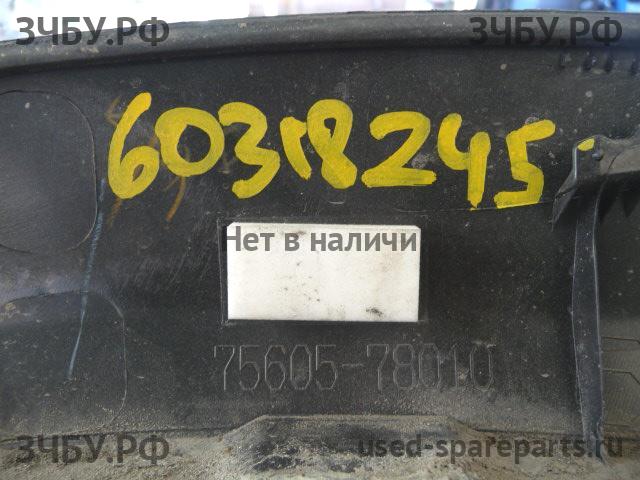 ЗЧБУ.РФ ЗЧБУ.РФ
60318245
Нет в наличи
75605-78010
ЗЧБУ.РФ used-spareparts.ru